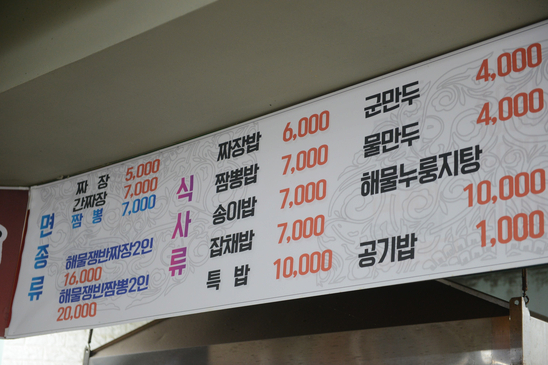 면종류
짜 장 5,000
간짜장 7,000
짬 뽕 7,000
해물쟁반짜장2인
16,000
해물쟁빈짬뽕2인
20,000
식사류
짜장밥 6,000
짬뽕밥 7,000
송이밥 7,000
잡채밥 7,000
특 밥 10,000
군만두 4,000
물만두 4,000
해물누룽지탕
10,000
공기밥 1,000